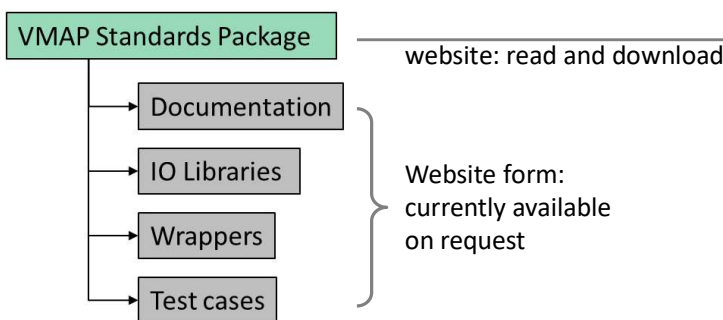 VMAP Standards Package
website: read and download
Documentation
IO Libraries
Wrappers
Test cases
Website form:
currently available
on request